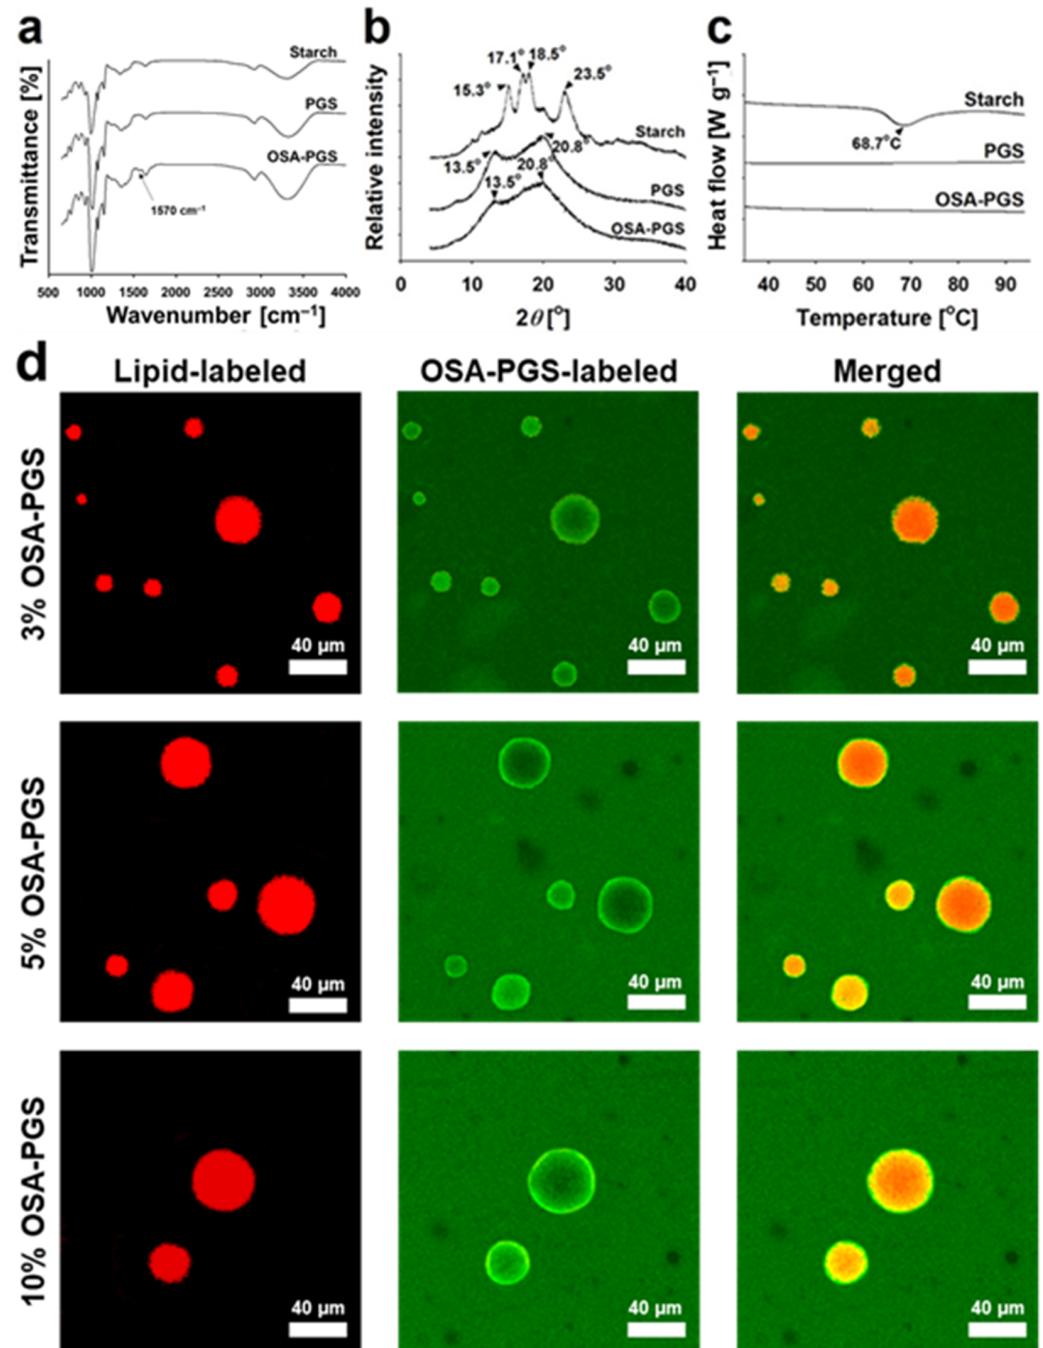 a
Transmittance [%]
Starch
PGS
OSA-PGS
1570 cm⁻¹
500 1000 1500 2000 2500 3000 3500 4000
Wavenumber [cm⁻¹]
b
Relative intensity
17.1° 18.5°
15.3°
23.5°
Starch
13.5°
20.8°
PGS
13.5°
20.8°
OSA-PGS
0 10 20 30 40
2θ [°]
c
Heat flow [W g⁻¹]
Starch
68.7°C
PGS
OSA-PGS
40 50 60 70 80 90
Temperature [°C]
d
Lipid-labeled OSA-PGS-labeled Merged
3% OSA-PGS
40 µm 40 µm 40 µm
5% OSA-PGS
40 µm 40 µm 40 µm
10% OSA-PGS
40 µm 40 µm 40 µm